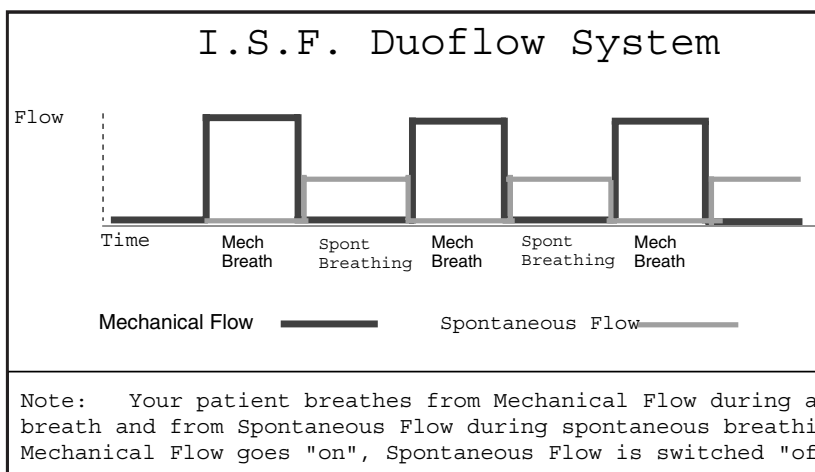 I.S.F. Duoflow System
Flow
Time
Mech Breath
Spont Breathing
Mech Breath
Spont Breathing
Mech Breath
Mechanical Flow
Spontaneous Flow
Note: Your patient breathes from Mechanical Flow during a
breath and from Spontaneous Flow during spontaneous breathi
Mechanical Flow goes "on", Spontaneous Flow is switched "of